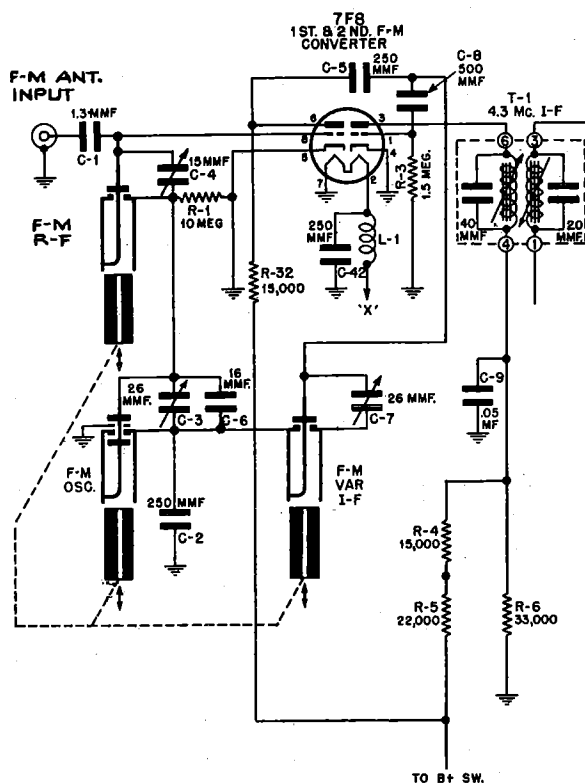 7F8
1ST. & 2ND. F-M
CONVERTER
F-M ANT.
INPUT
1.3 MMF
C-1
C-5
250
MMF
C-8
500
MMF
T-1
4.3 Mc. I-F
6
3
8
5
1
4
7
2
6
3
4
1
40
MMF
20
MMF
15 MMF
C-4
R-1
10 MEG
R-3
1.5 MEG.
F-M
R-F
250
MMF
C-42
L-1
'X'
R-32
15,000
26
MMF.
C-3
16
MMF.
C-6
26 MMF.
C-7
C-9
.05
MF
F-M
OSC.
250 MMF
C-2
F-M
VAR
I-F
R-4
15,000
R-5
22,000
R-6
33,000
TO B+ SW.